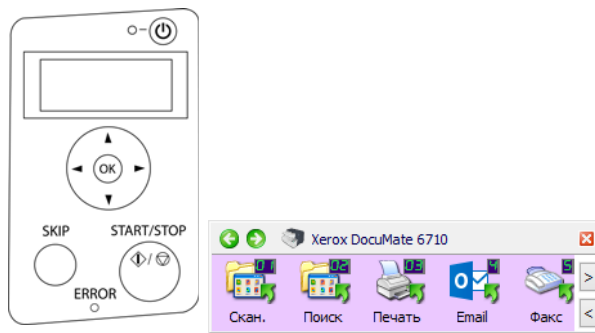 OK
SKIP
START/STOP
ERROR
Xerox DocuMate 6710
01
02
03
4
5
Скан.
Поиск
Печать
Email
Факс